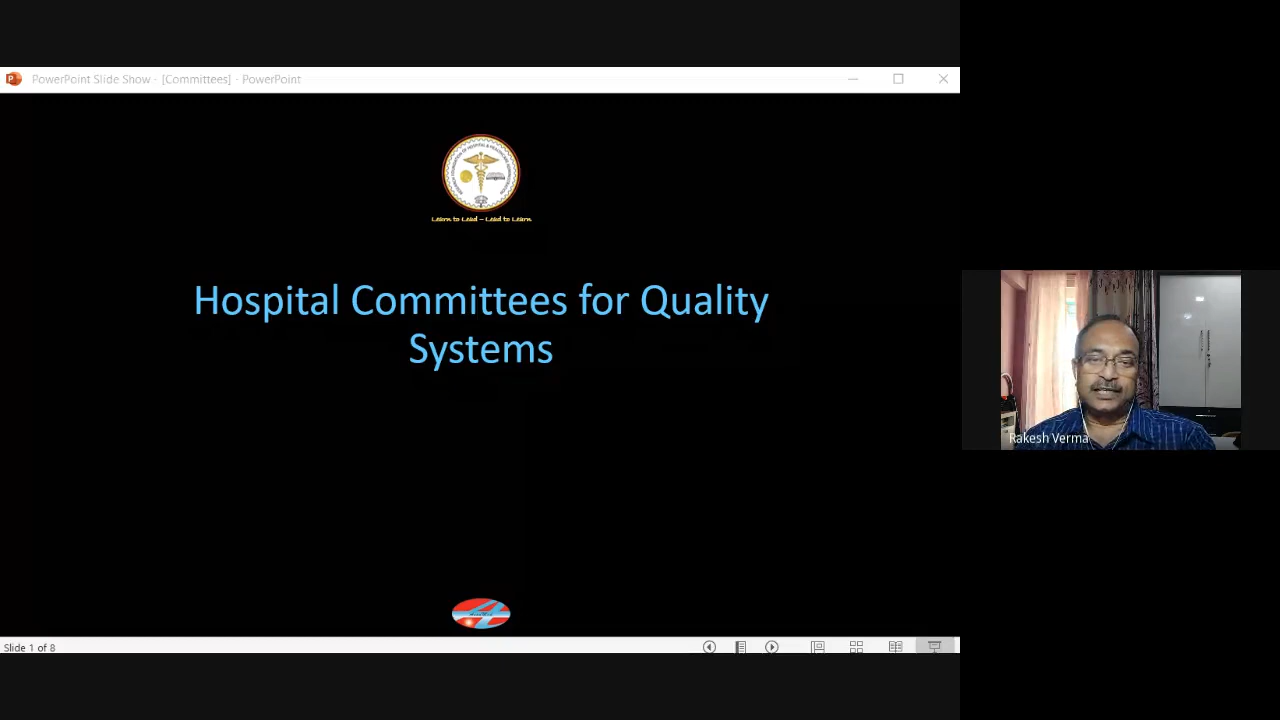 PowerPoint Slide Show - [Committees] - PowerPoint
Learn to Lead – Lead to Learn
Hospital Committees for Quality
Systems
Rakesh Verma
Slide 1 of 8